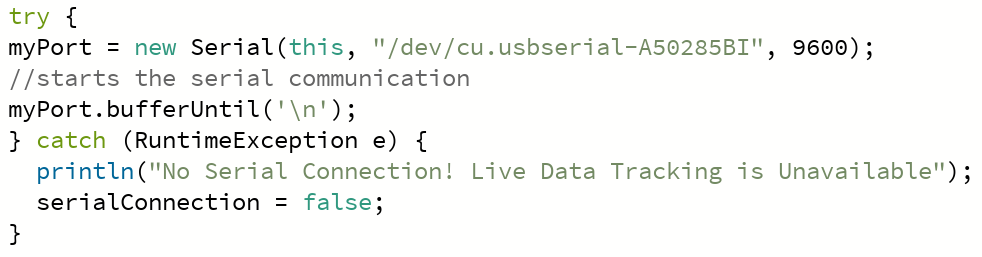 try {
myPort = new Serial(this, "/dev/cu.usbserial-A50285BI", 9600);
//starts the serial communication
myPort.bufferUntil('\n');
} catch (RuntimeException e) {
  println("No Serial Connection! Live Data Tracking is Unavailable");
  serialConnection = false;
}